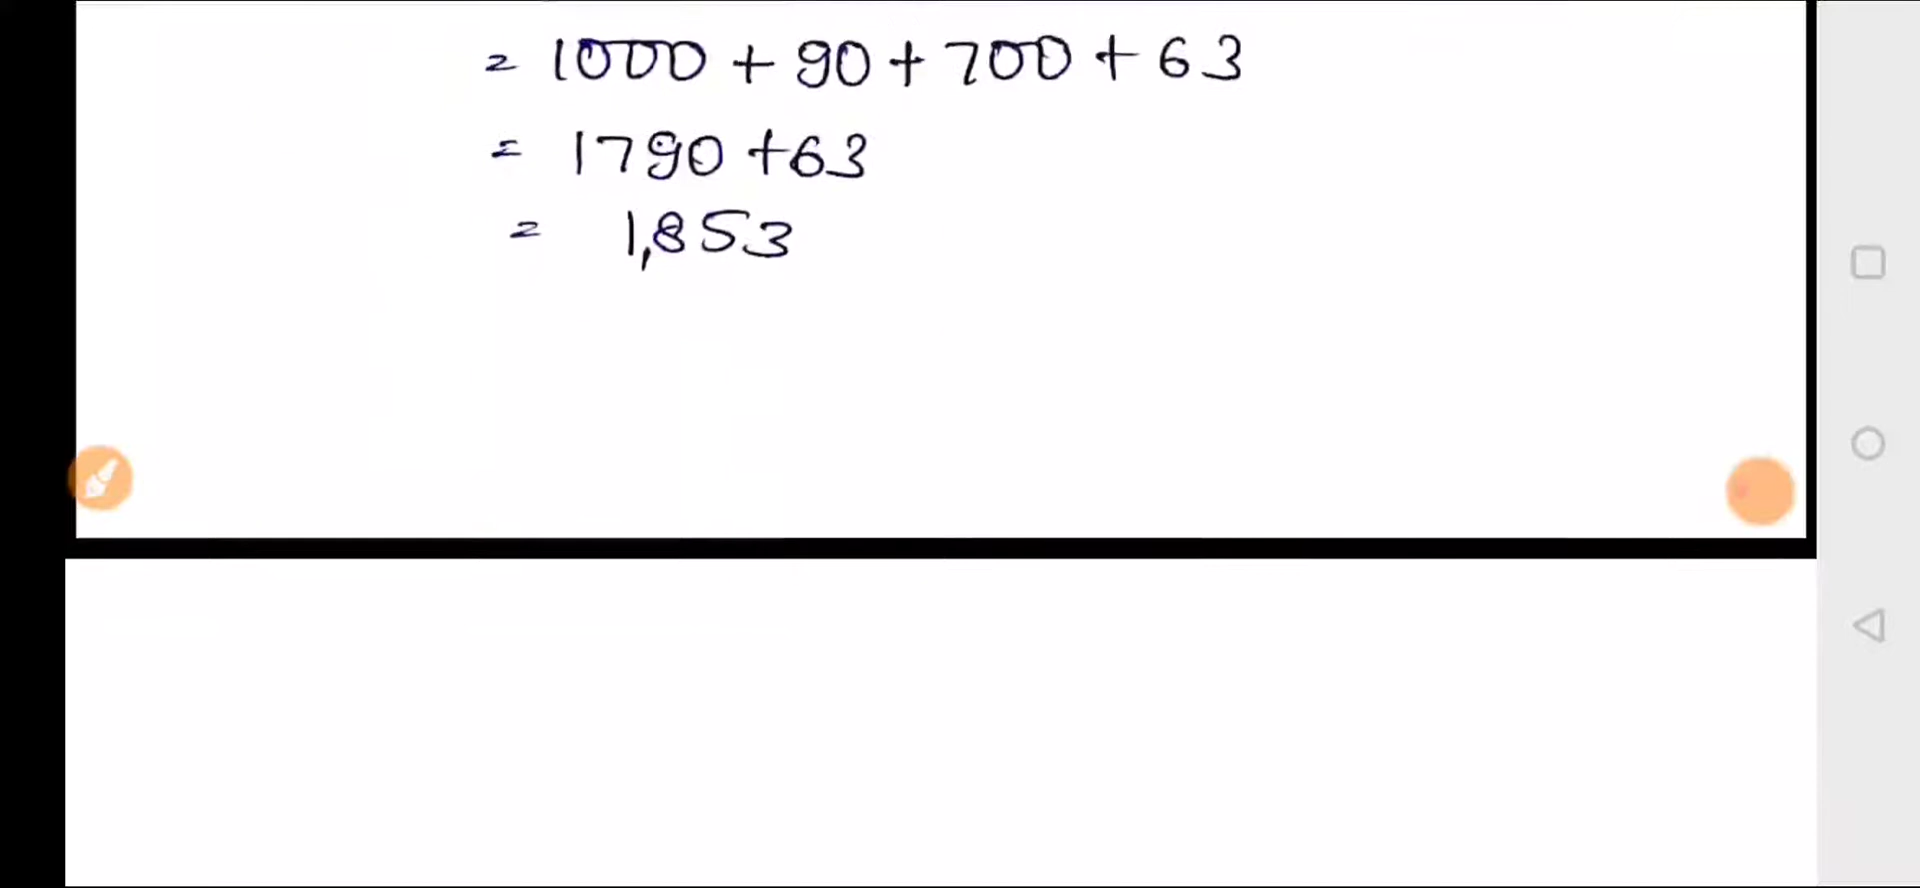 = 1000 + 90 + 700 + 63
= 1790 + 63
= 1,853